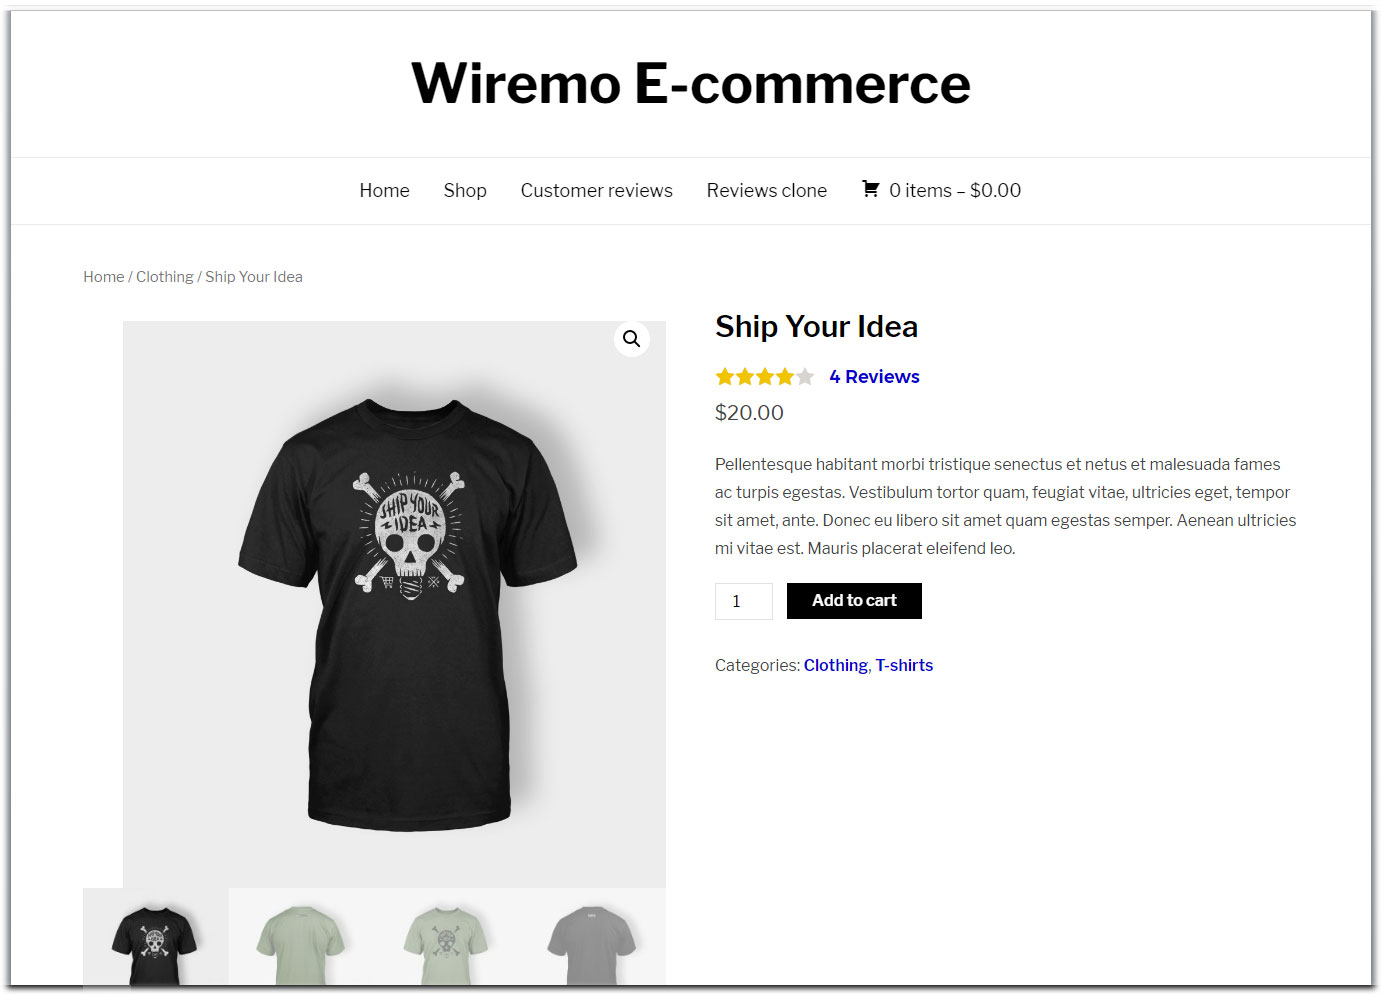 Wiremo E-commerce
Home Shop Customer reviews Reviews clone 0 items – $0.00
Home / Clothing / Ship Your Idea
SHIP YOUR
IDEA
Ship Your Idea
4 Reviews
$20.00
Pellentesque habitant morbi tristique senectus et netus et malesuada fames
ac turpis egestas. Vestibulum tortor quam, feugiat vitae, ultricies eget, tempor
sit amet, ante. Donec eu libero sit amet quam egestas semper. Aenean ultricies
mi vitae est. Mauris placerat eleifend leo.
1 Add to cart
Categories: Clothing, T-shirts